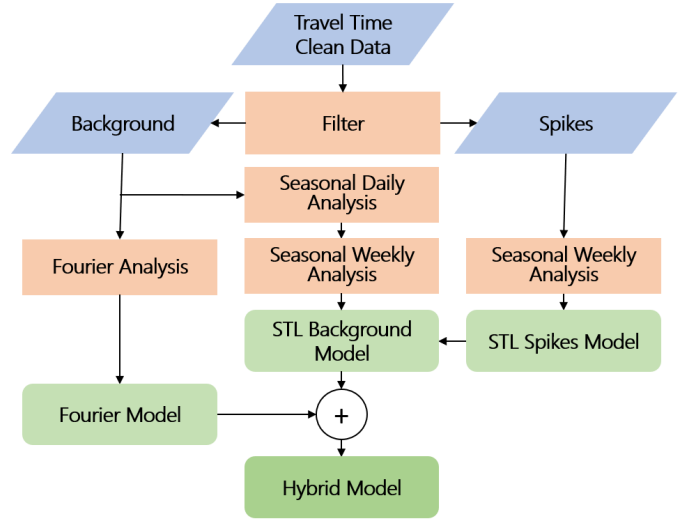 Travel Time
Clean Data
Background
Filter
Spikes
Seasonal Daily
Analysis
Fourier Analysis
Seasonal Weekly
Analysis
Seasonal Weekly
Analysis
STL Background
Model
STL Spikes Model
Fourier Model
+
Hybrid Model